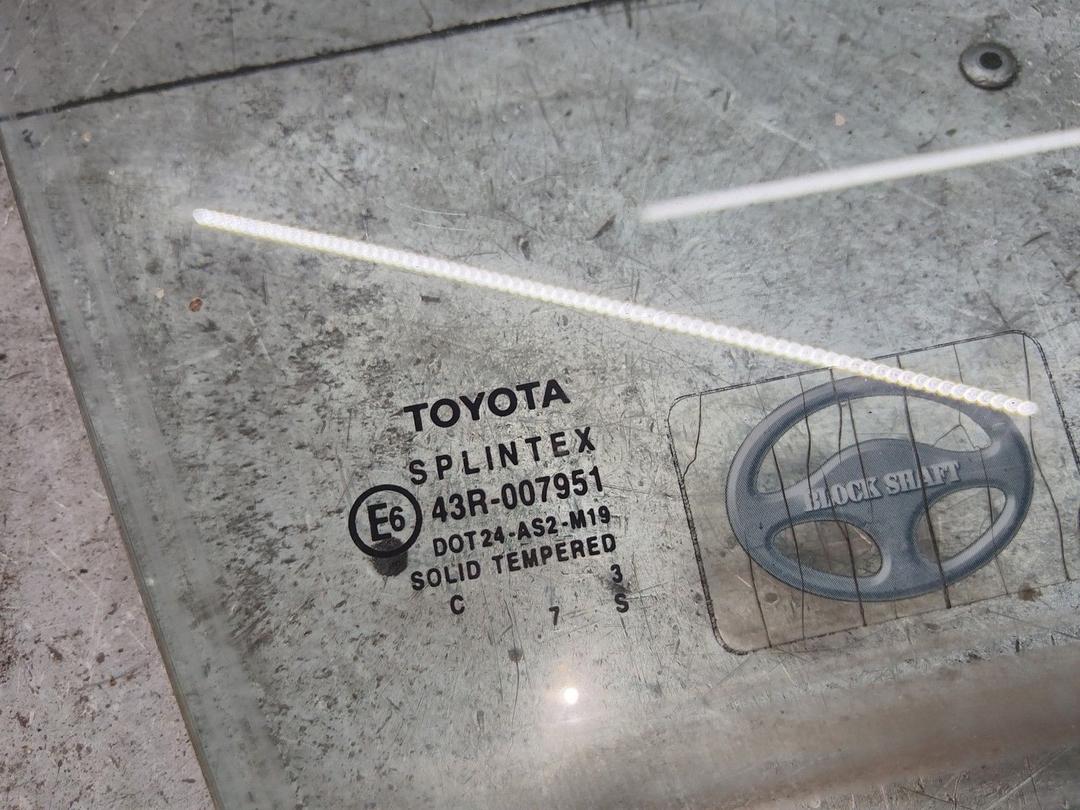 TOYOTA
SPLINTEX
E6 43R-007951
DOT24-AS2-M19
SOLID TEMPERED
3
C 7 S
BLOCK SHAFT